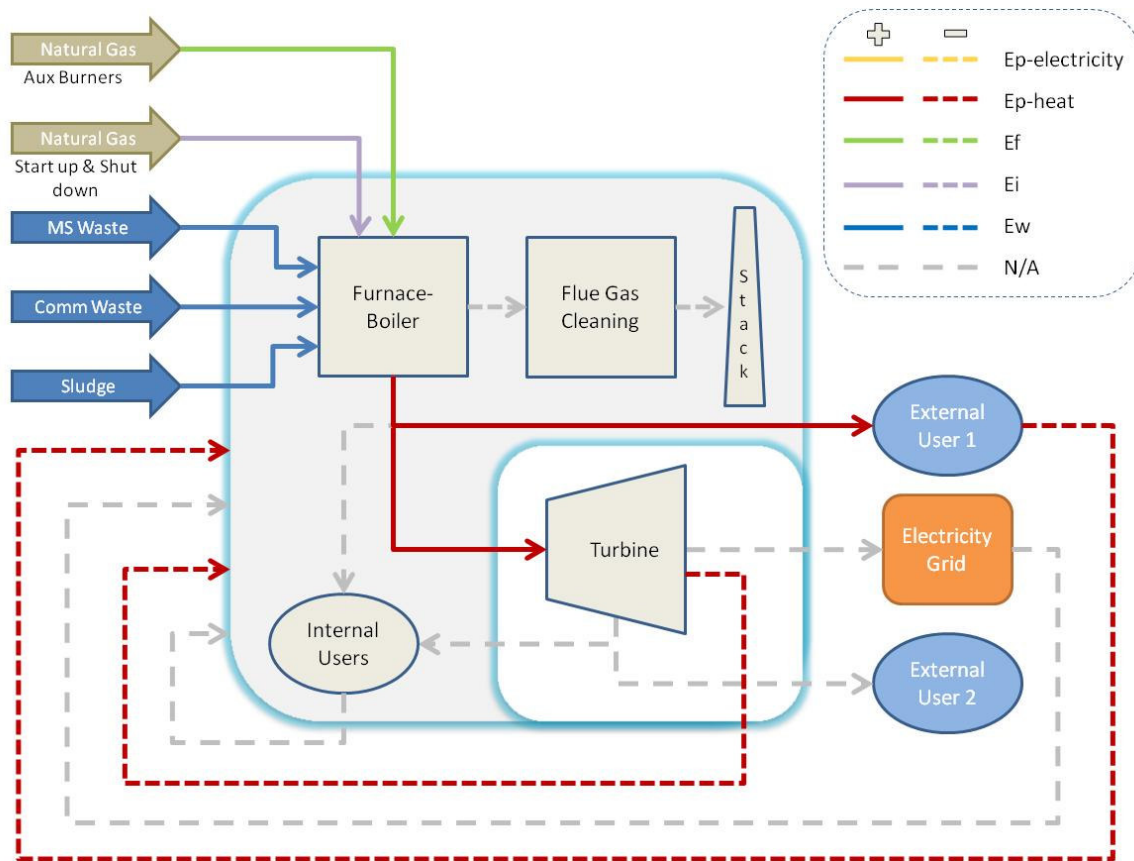 Natural Gas
Aux Burners
Natural Gas
Start up & Shut
down
MS Waste
Comm Waste
Sludge
Furnace-
Boiler
Flue Gas
Cleaning
Stack
Ep-electricity
Ep-heat
Ef
Ei
Ew
N/A
External
User 1
Turbine
Electricity
Grid
Internal
Users
External
User 2